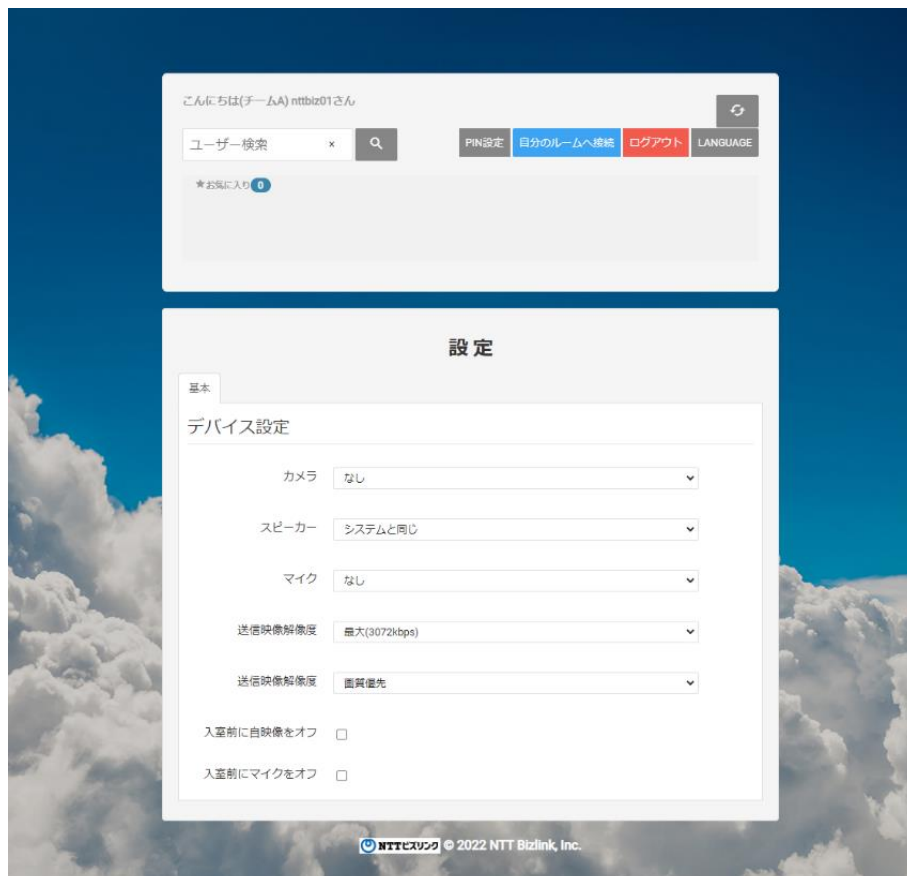 こんにちは(チームA) nttbiz01さん
ユーザー検索 ×
PIN設定 自分のルームへ接続 ログアウト LANGUAGE
★お気に入り 0
設定
基本
デバイス設定
カメラ なし
スピーカー システムと同じ
マイク なし
送信映像解像度 最大(3072kbps)
送信映像解像度 画質優先
入室前に自映像をオフ
入室前にマイクをオフ
NTTビズリンク © 2022 NTT Bizlink, Inc.